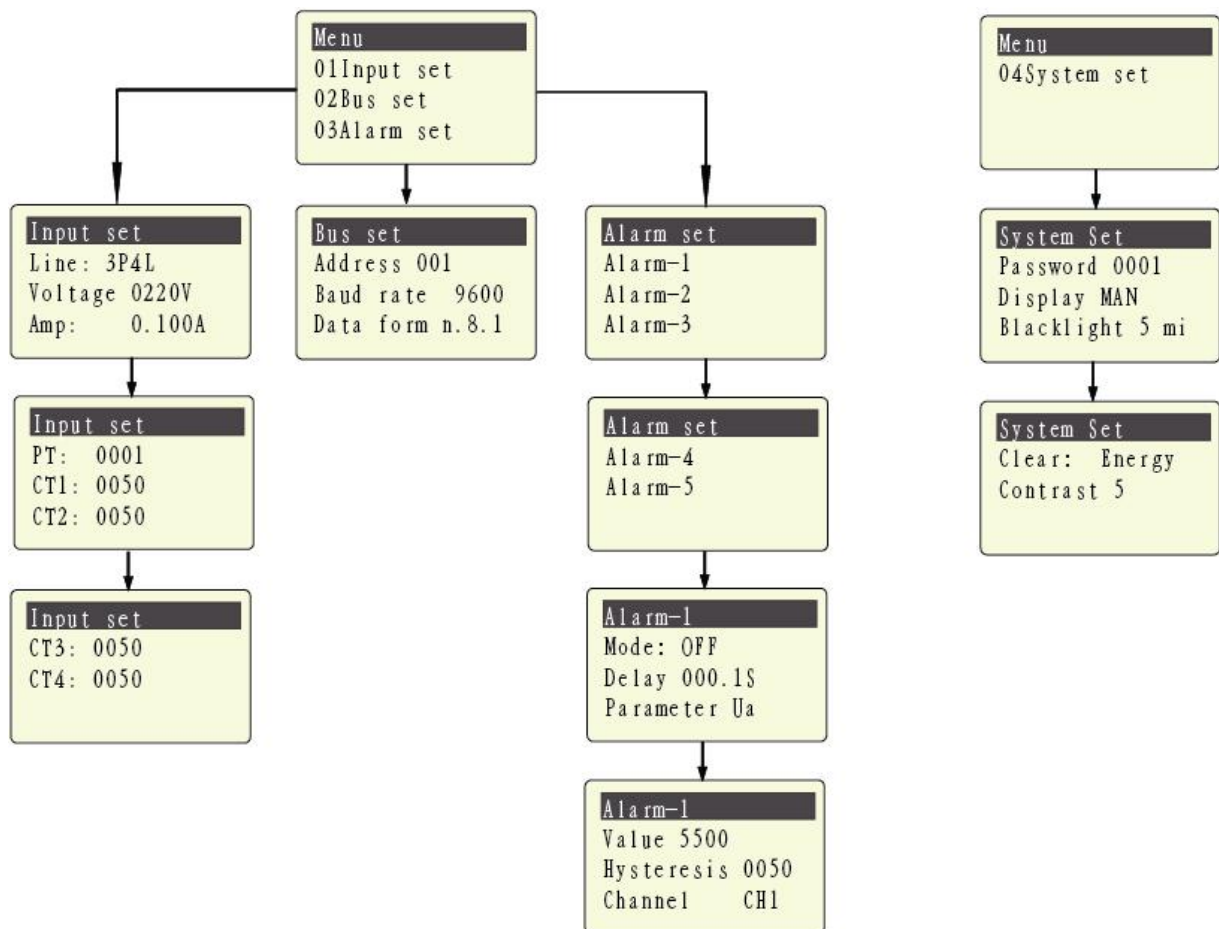 Menu
01Input set
02Bus set
03Alarm set
Menu
04System set
Input set
Line: 3P4L
Voltage 0220V
Amp: 0.100A
Bus set
Address 001
Baud rate 9600
Data form n.8.1
Alarm set
Alarm-1
Alarm-2
Alarm-3
System Set
Password 0001
Display MAN
Blacklight 5 mi
Input set
PT: 0001
CT1: 0050
CT2: 0050
Alarm set
Alarm-4
Alarm-5
System Set
Clear: Energy
Contrast 5
Input set
CT3: 0050
CT4: 0050
Alarm-1
Mode: OFF
Delay 000.1S
Parameter Ua
Alarm-1
Value 5500
Hysteresis 0050
Channel CH1